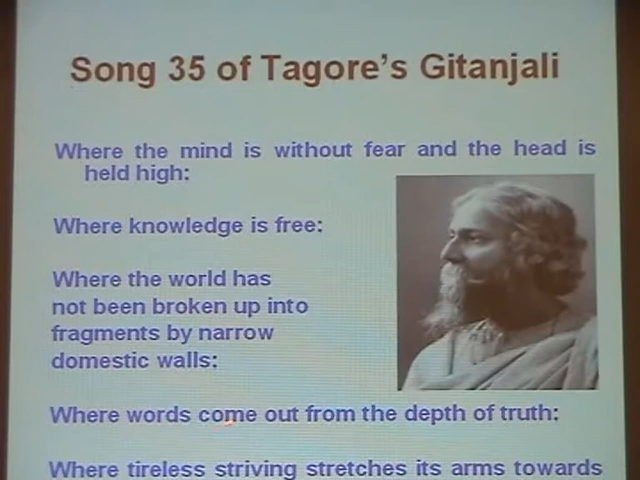 Song 35 of Tagore's Gitanjali
Where the mind is without fear and the head is
held high:
Where knowledge is free:
Where the world has
not been broken up into
fragments by narrow
domestic walls:
Where words come out from the depth of truth:
Where tireless striving stretches its arms towards